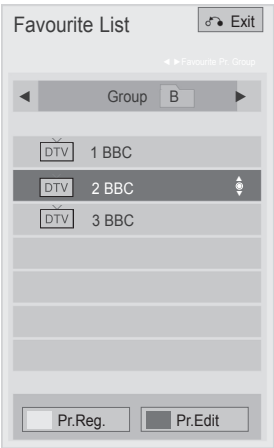 Favourite List
Exit
◄ ►Favourite Pr. Group
◄ Group B ►
DTV 1 BBC
DTV 2 BBC
DTV 3 BBC
Pr.Reg. Pr.Edit